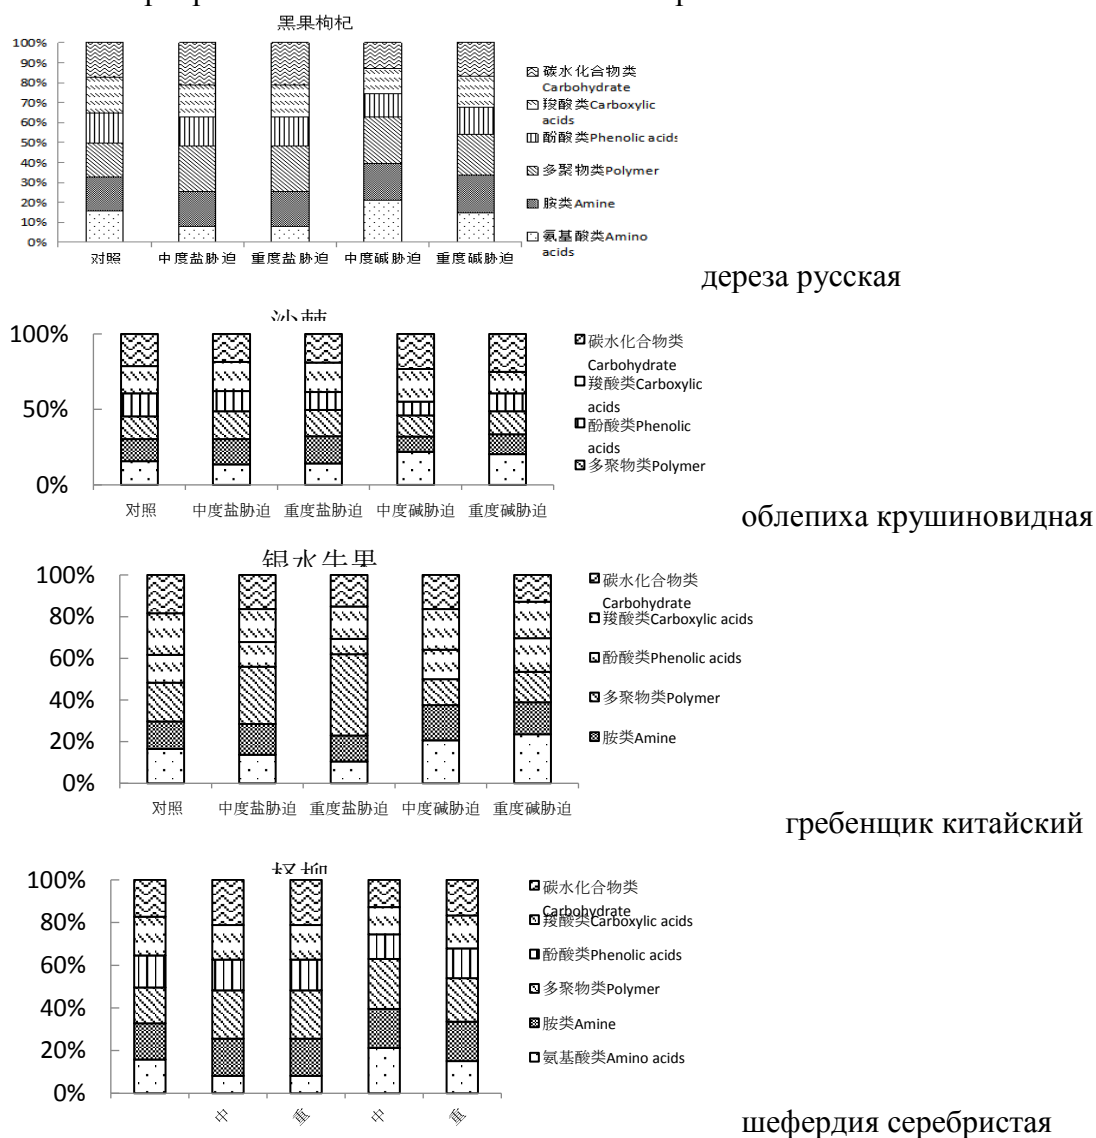 黑果枸杞
100%
90%
80%
70%
60%
50%
40%
30%
20%
10%
0%
对照
中度盐胁迫
重度盐胁迫
中度碱胁迫
重度碱胁迫
碳水化合物类
Carbohydrate
羧酸类Carboxylic
acids
酚酸类Phenolic acids
多聚物类Polymer
胺类Amine
氨基酸类Amino
acids
дереза русская
沙棘
100%
50%
0%
对照
中度盐胁迫
重度盐胁迫
中度碱胁迫
重度碱胁迫
碳水化合物类
Carbohydrate
羧酸类Carboxylic
acids
酚酸类Phenolic
acids
多聚物类Polymer
облепиха крушиновидная
银水牛果
100%
80%
60%
40%
20%
0%
对照
中度盐胁迫
重度盐胁迫
中度碱胁迫
重度碱胁迫
碳水化合物类
Carbohydrate
羧酸类Carboxylic acids
酚酸类Phenolic acids
多聚物类Polymer
胺类Amine
гребенщик китайский
柽柳
100%
80%
60%
40%
20%
0%
中
重
中
重
碳水化合物类
Carbohydrate
羧酸类Carboxylic acids
酚酸类Phenolic acids
多聚物类Polymer
胺类Amine
氨基酸类Amino acids
шефердия серебристая